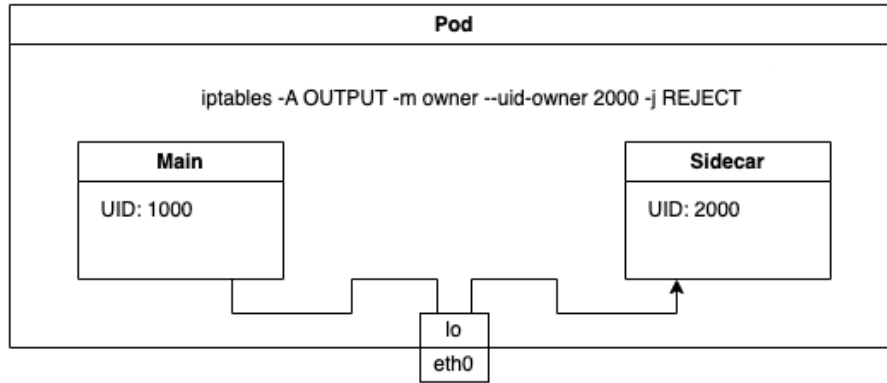 Pod
iptables -A OUTPUT -m owner --uid-owner 2000 -j REJECT
Main
UID: 1000
Sidecar
UID: 2000
lo
eth0